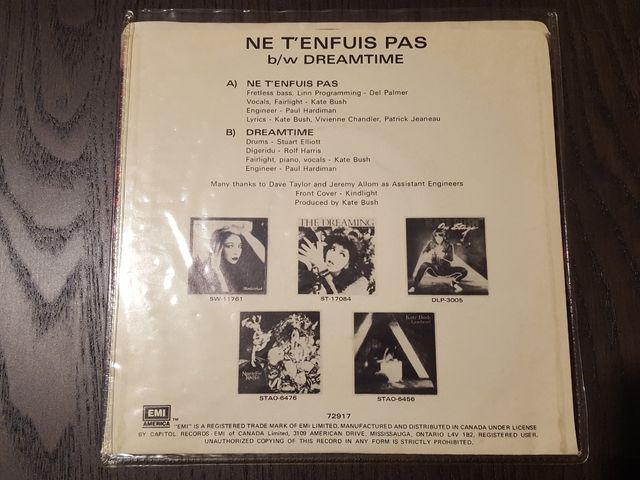 NE T'ENFUIS PAS
b/w DREAMTIME
A) NE T'ENFUIS PAS
Fretless bass, Linn Programming - Del Palmer
Vocals, Fairlight - Kate Bush
Engineer - Paul Hardiman
Lyrics - Kate Bush, Vivienne Chandler, Patrick Jeaneau
B) DREAMTIME
Drums - Stuart Elliott
Digeridu - Rolf Harris
Fairlight, piano, vocals - Kate Bush
Engineer - Paul Hardiman
Many thanks to Dave Taylor and Jeremy Allom as Assistant Engineers
Front Cover - Kindlight
Produced by Kate Bush
THE DREAMING
On Stage
SW-11761
ST-17084
DLP-3005
Kate Bush
Lionheart
STAO-6476
STAO-6456
72917
EMI
AMERICA
"EMI" IS A REGISTERED TRADE MARK OF EMI LIMITED, MANUFACTURED AND DISTRIBUTED IN CANADA UNDER LICENSE
BY CAPITOL RECORDS - EMI of CANADA Limited, 3109 AMERICAN DRIVE, MISSISSAUGA, ONTARIO L4V 1B2, REGISTERED USER.
UNAUTHORIZED COPYING OF THIS RECORD IN ANY FORM IS STRICTLY PROHIBITED.